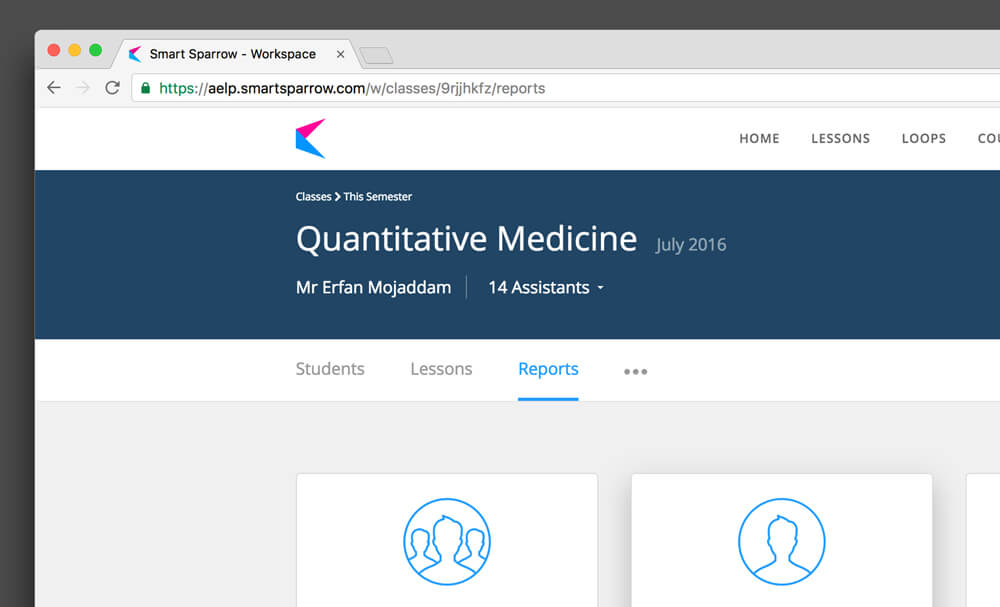 Smart Sparrow - Workspace
https://aelp.smartsparrow.com/w/classes/9rjjhkfz/reports
HOME LESSONS LOOPS COU
Classes > This Semester
Quantitative Medicine July 2016
Mr Erfan Mojaddam | 14 Assistants
Students Lessons Reports •••